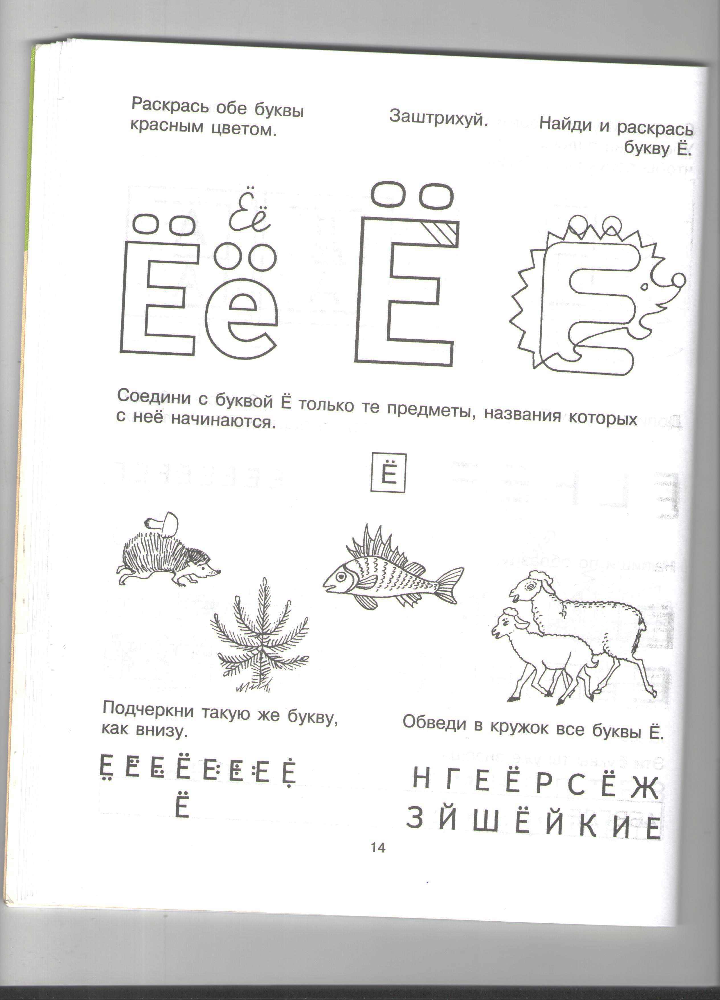 Раскрась обе буквы
красным цветом.
Заштрихуй.
Найди и раскрась
букву Ё.
Ёё
Ёё
Ё
Ё
Соедини с буквой Ё только те предметы, названия которых
с неё начинаются.
Ё
Подчеркни такую же букву,
как внизу.
Е Е Е Ё Е Е Е Е
Ё
Обведи в кружок все буквы Ё.
Н Г Е Ё Р С Ё Ж
З Й Ш Ё Й К И Е
14